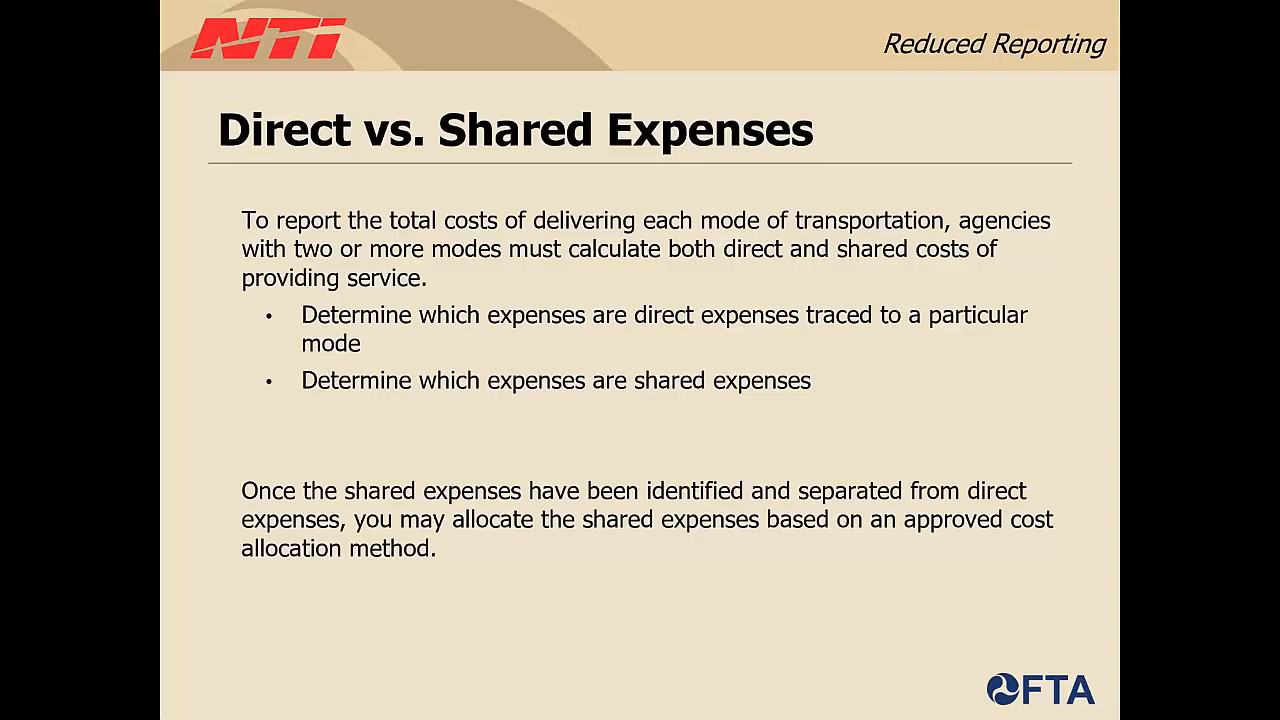 NTI
Reduced Reporting
Direct vs. Shared Expenses
To report the total costs of delivering each mode of transportation, agencies
with two or more modes must calculate both direct and shared costs of
providing service.
• Determine which expenses are direct expenses traced to a particular
mode
• Determine which expenses are shared expenses
Once the shared expenses have been identified and separated from direct
expenses, you may allocate the shared expenses based on an approved cost
allocation method.
FTA